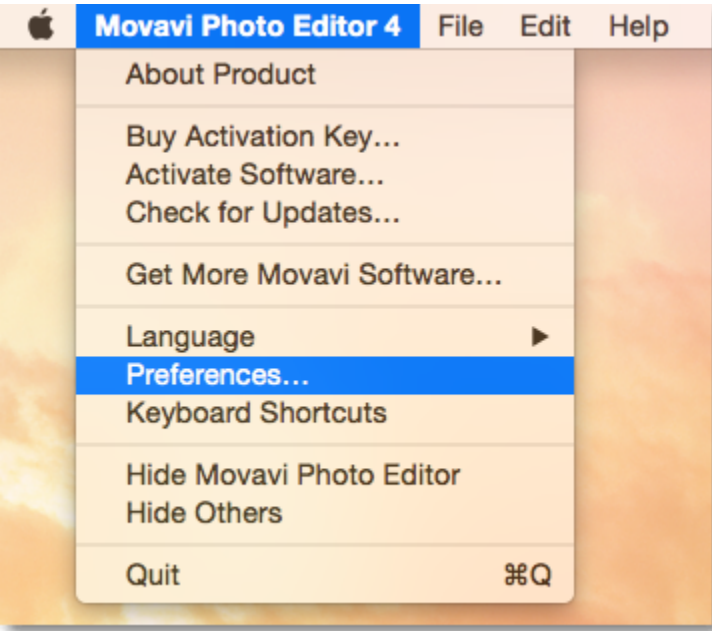 Movavi Photo Editor 4 File Edit Help
About Product
Buy Activation Key...
Activate Software...
Check for Updates...
Get More Movavi Software...
Language
Preferences...
Keyboard Shortcuts
Hide Movavi Photo Editor
Hide Others
Quit ⌘Q